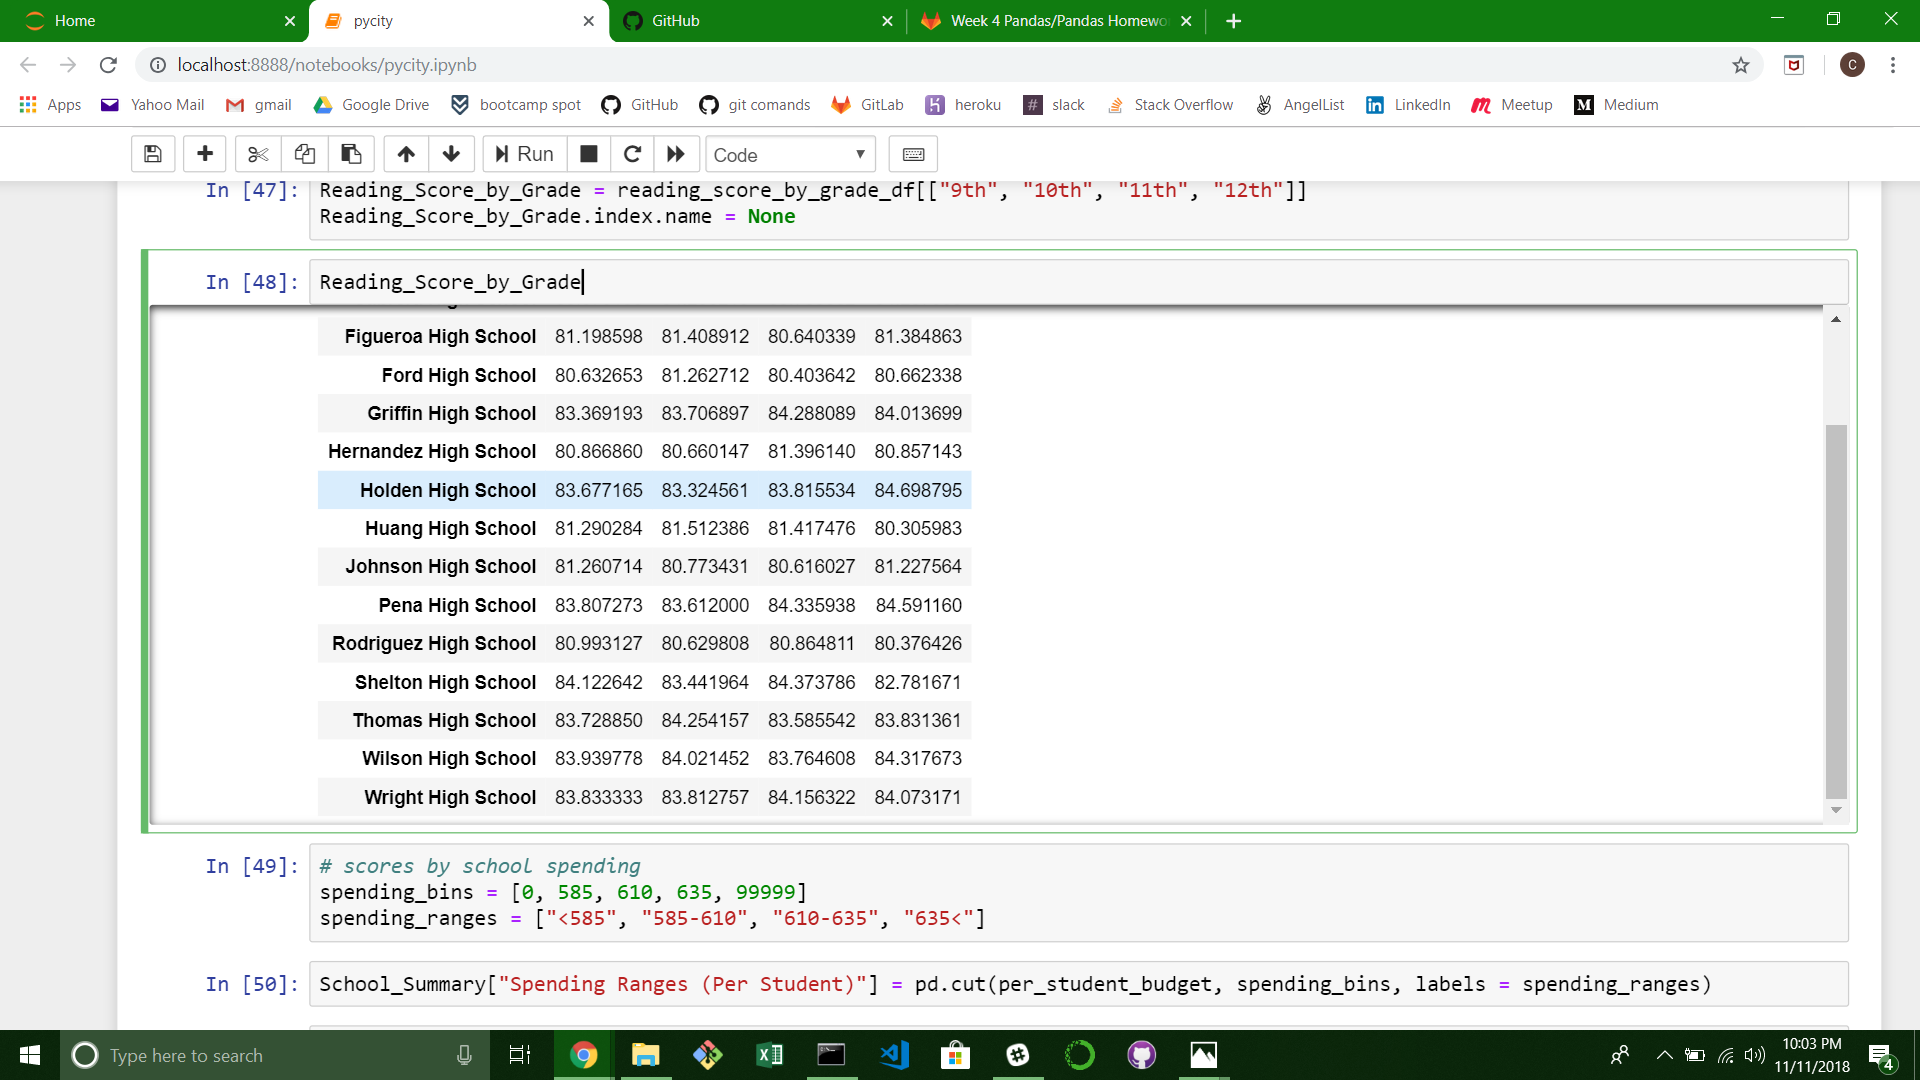 Home
pycity
GitHub
Week 4 Pandas/Pandas Homewo
localhost:8888/notebooks/pycity.ipynb
C
Apps Yahoo Mail gmail Google Drive bootcamp spot GitHub git comands GitLab heroku slack Stack Overflow AngelList LinkedIn Meetup Medium
Run Code
In [47]: Reading_Score_by_Grade = reading_score_by_grade_df[["9th", "10th", "11th", "12th"]]
Reading_Score_by_Grade.index.name = None
In [48]: Reading_Score_by_Grade
Figueroa High School 81.198598 81.408912 80.640339 81.384863
Ford High School 80.632653 81.262712 80.403642 80.662338
Griffin High School 83.369193 83.706897 84.288089 84.013699
Hernandez High School 80.866860 80.660147 81.396140 80.857143
Holden High School 83.677165 83.324561 83.815534 84.698795
Huang High School 81.290284 81.512386 81.417476 80.305983
Johnson High School 81.260714 80.773431 80.616027 81.227564
Pena High School 83.807273 83.612000 84.335938 84.591160
Rodriguez High School 80.993127 80.629808 80.864811 80.376426
Shelton High School 84.122642 83.441964 84.373786 82.781671
Thomas High School 83.728850 84.254157 83.585542 83.831361
Wilson High School 83.939778 84.021452 83.764608 84.317673
Wright High School 83.833333 83.812757 84.156322 84.073171
In [49]: # scores by school spending
spending_bins = [0, 585, 610, 635, 99999]
spending_ranges = ["<585", "585-610", "610-635", "635<"]
In [50]: School_Summary["Spending Ranges (Per Student)"] = pd.cut(per_student_budget, spending_bins, labels = spending_ranges)
Type here to search
10:03 PM
11/11/2018
4